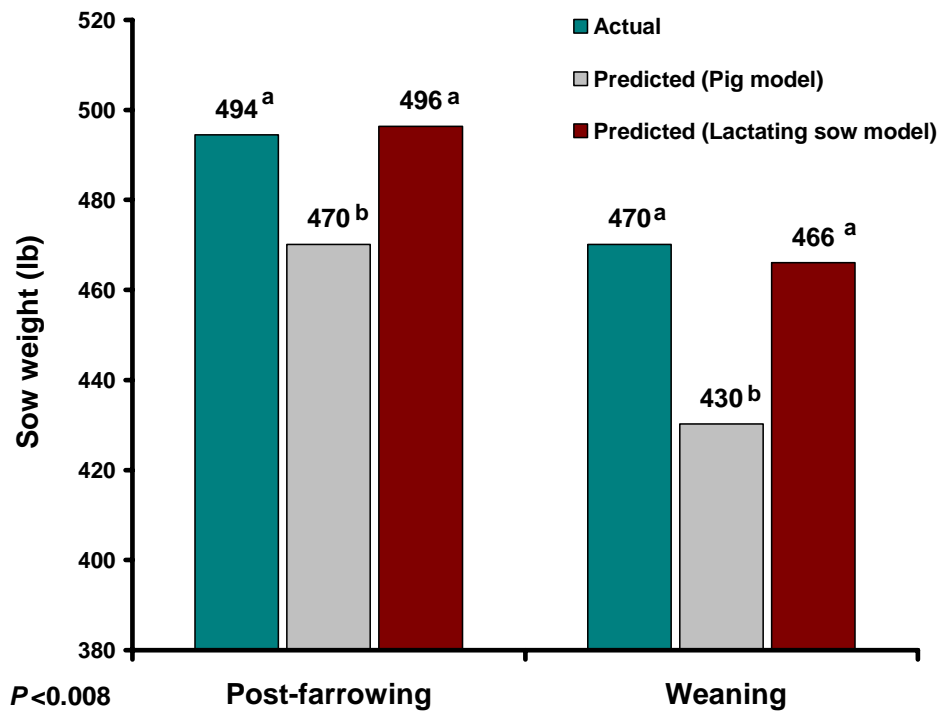 520
500
480
460
440
420
400
380
Sow weight (lb)
Actual
Predicted (Pig model)
Predicted (Lactating sow model)
494 a
470 b
496 a
470 a
430 b
466 a
Post-farrowing
Weaning
P<0.008